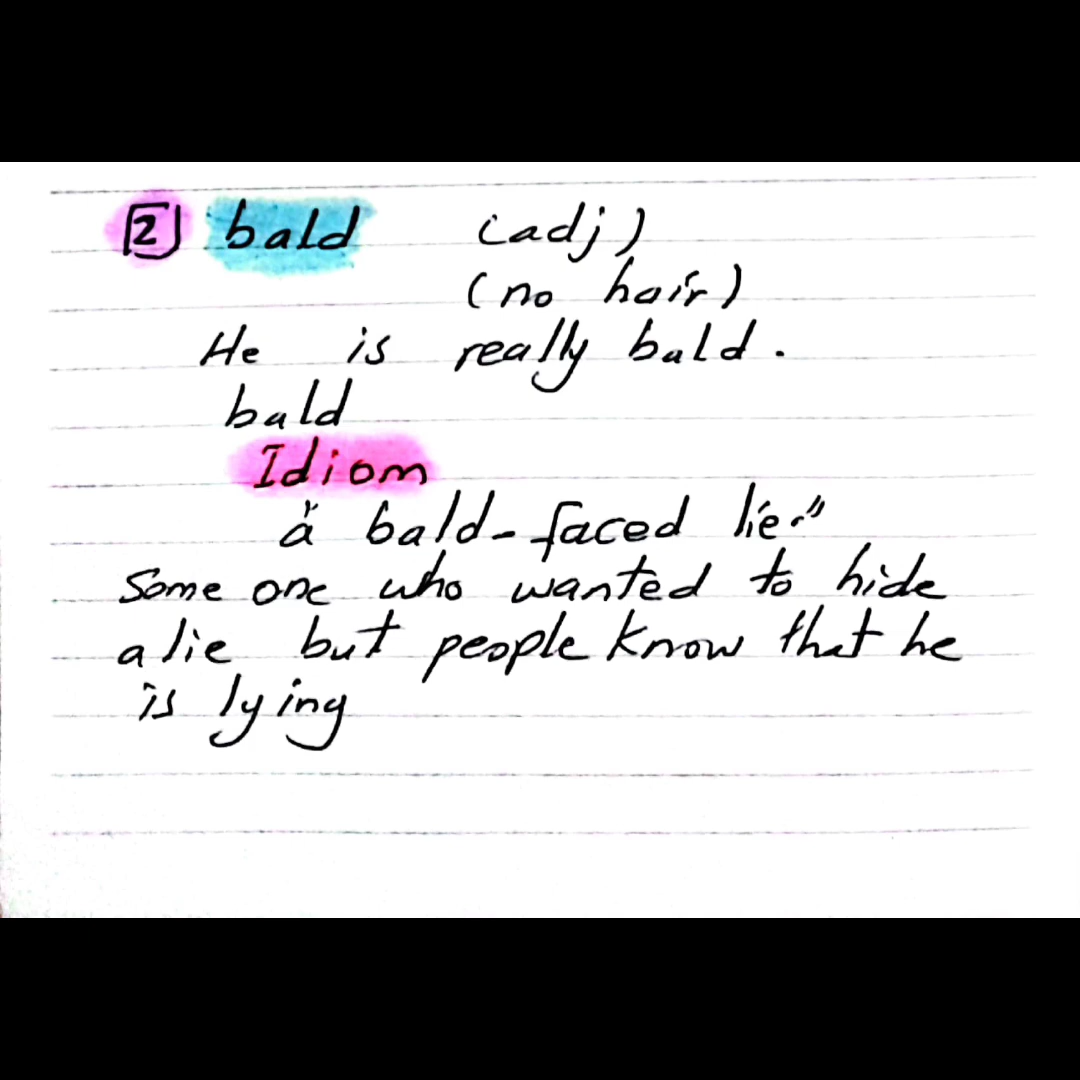 2 bald (adj)
(no hair)
He is really bald.
bald
Idiom
"a bald-faced lie."
Some one who wanted to hide
a lie but people know that he
is lying